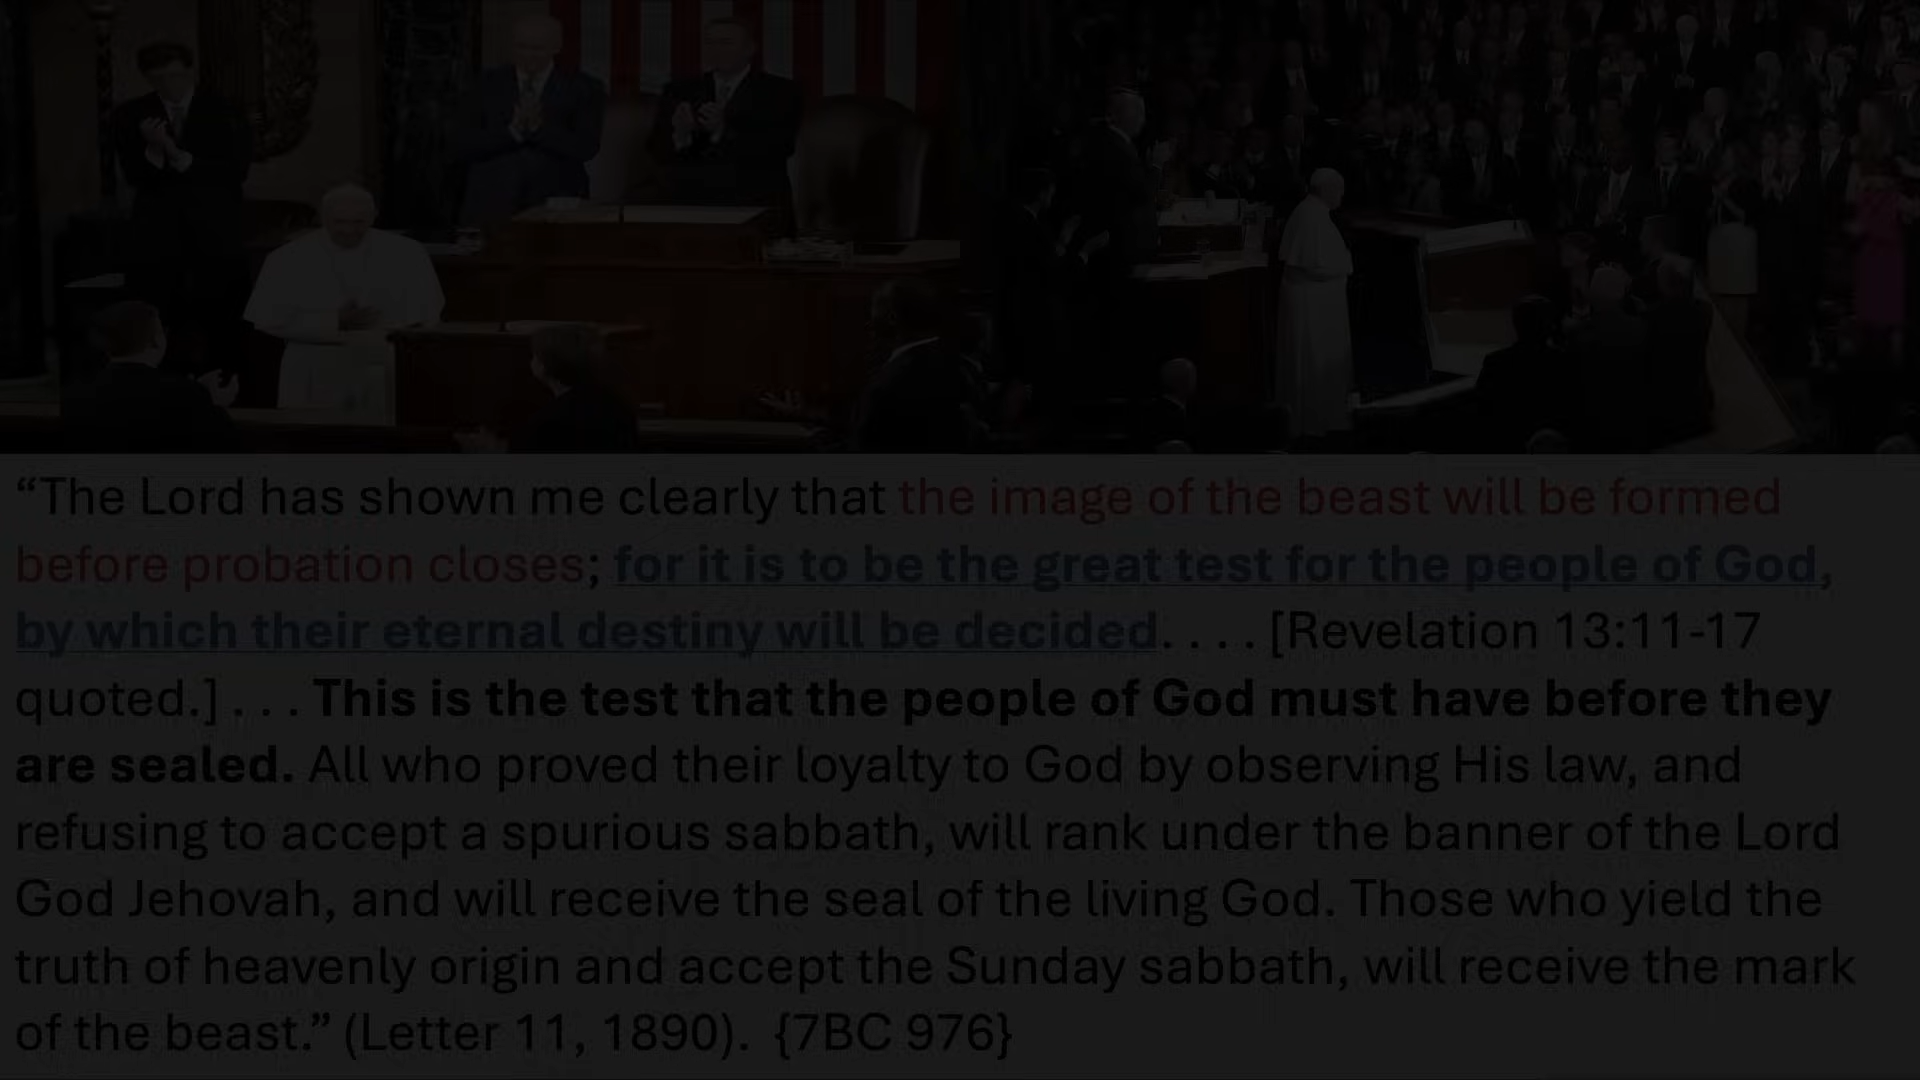 “The Lord has shown me clearly that the image of the beast will be formed
before probation closes; for it is to be the great test for the people of God,
by which their eternal destiny will be decided. . . . [Revelation 13:11-17
quoted.] . . . This is the test that the people of God must have before they
are sealed. All who proved their loyalty to God by observing His law, and
refusing to accept a spurious sabbath, will rank under the banner of the Lord
God Jehovah, and will receive the seal of the living God. Those who yield the
truth of heavenly origin and accept the Sunday sabbath, will receive the mark
of the beast.” (Letter 11, 1890). {7BC 976}